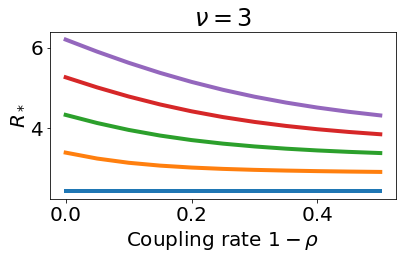 ν = 3
R*
6
4
0.0 0.2 0.4
Coupling rate 1 − ρ